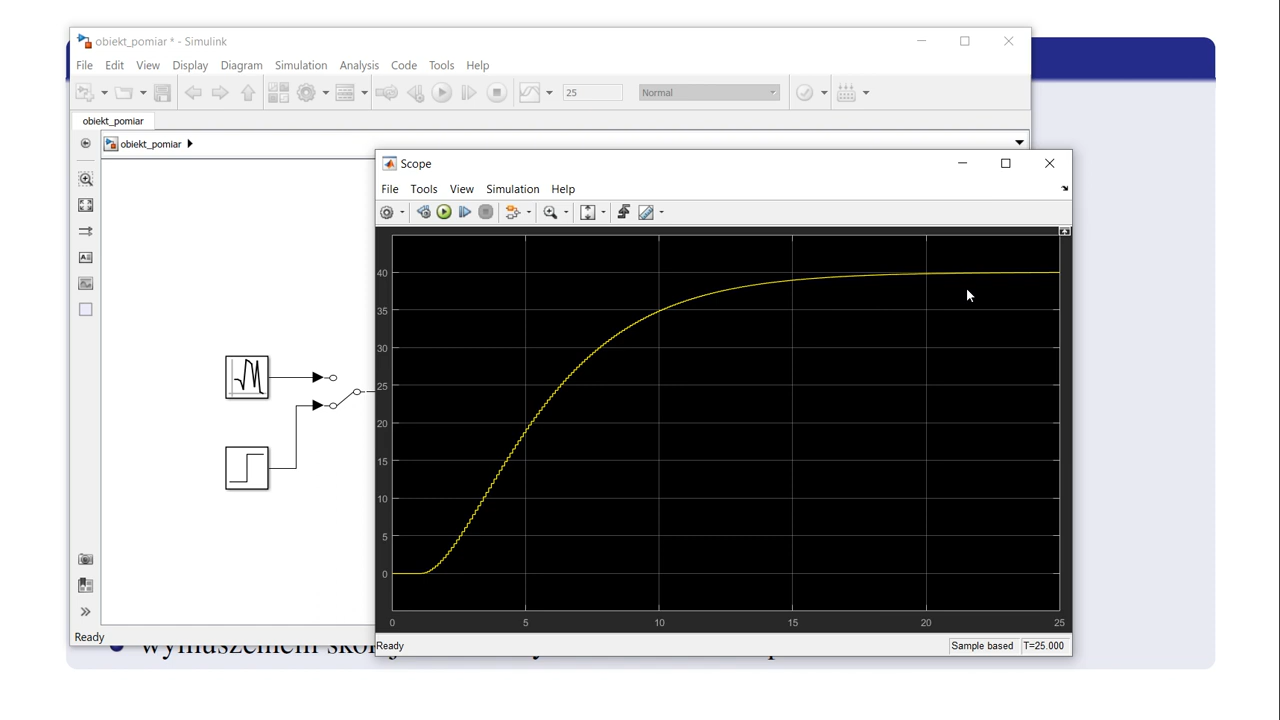 obiekt_pomiar * - Simulink
File Edit View Display Diagram Simulation Analysis Code Tools Help
25 Normal
obiekt_pomiar
obiekt_pomiar
Scope
File Tools View Simulation Help
40
35
30
25
20
15
10
5
0
0 5 10 15 20 25
Ready
Ready Sample based T=25.000
wymuszeniem